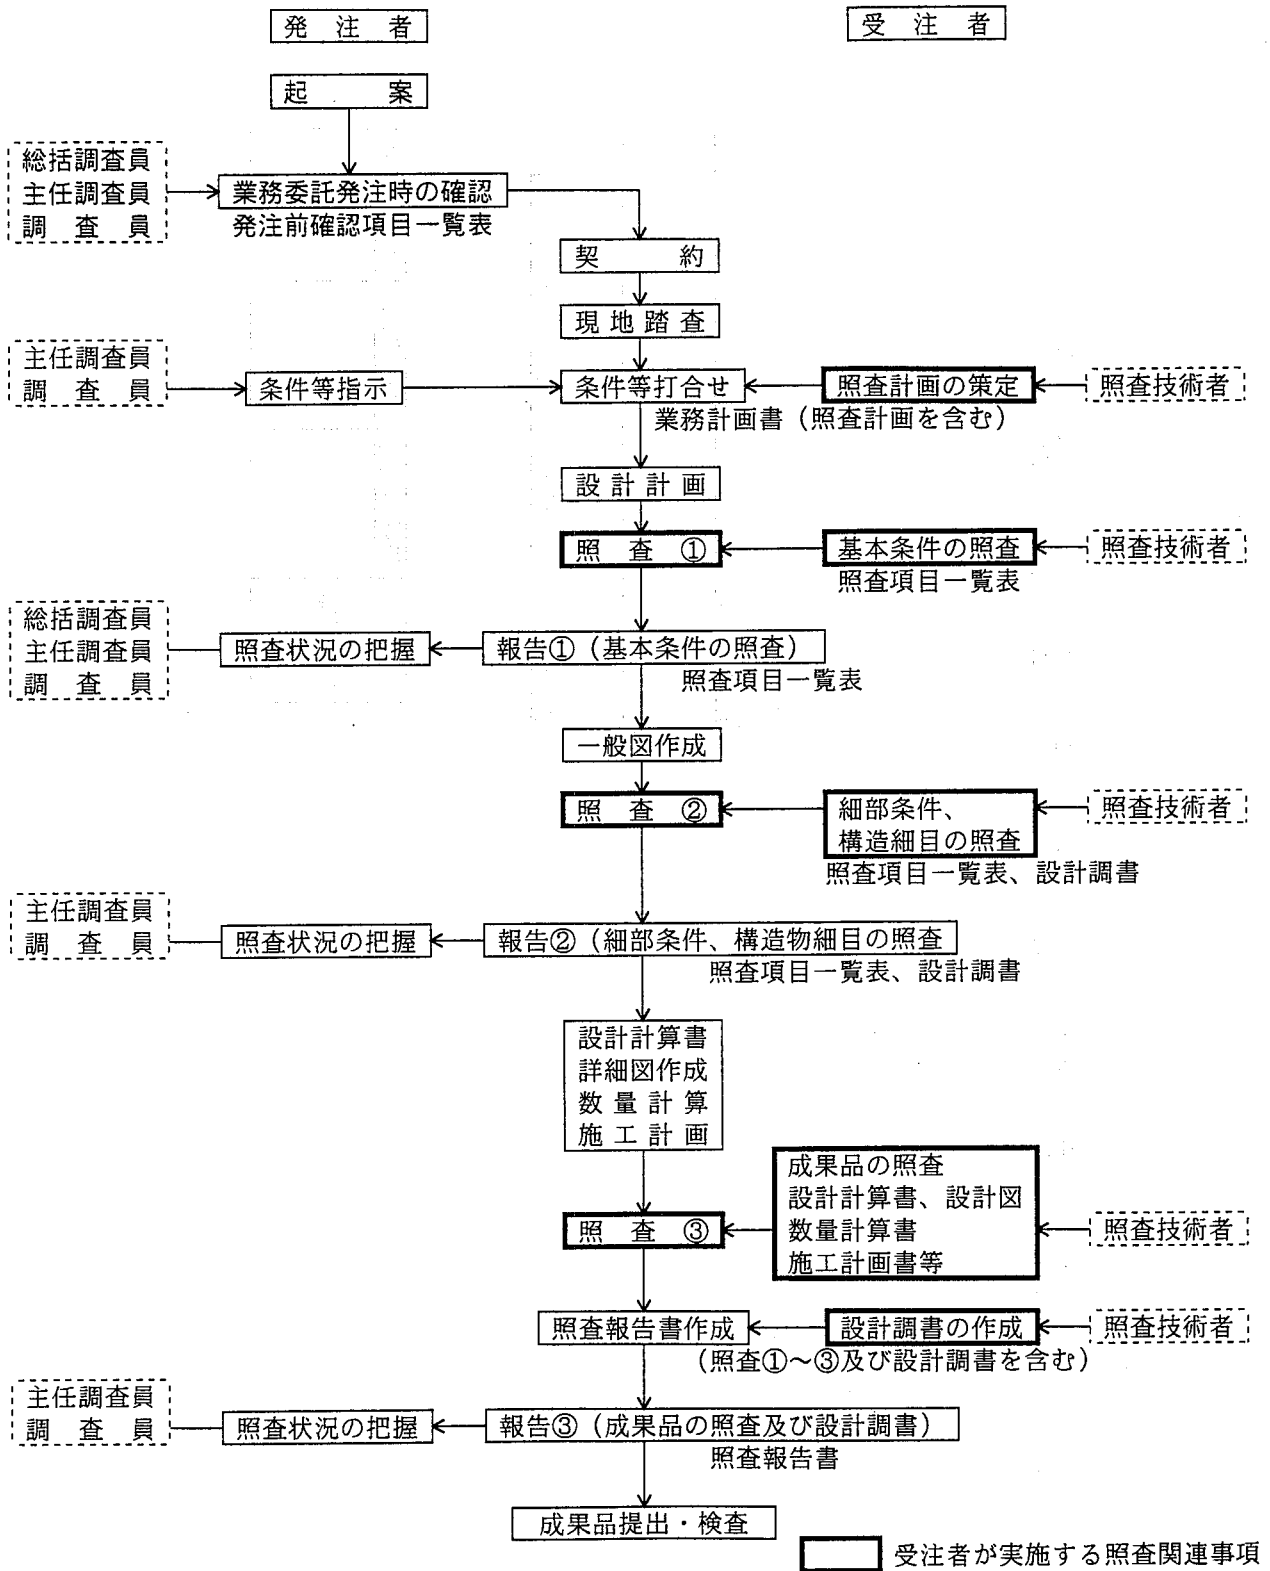 発注者
受注者
起案
総括調査員
主任調査員
調査員
業務委託発注時の確認
発注前確認項目一覧表
契約
現地踏査
主任調査員
調査員
条件等指示
条件等打合せ
照査計画の策定
照査技術者
業務計画書（照査計画を含む）
設計計画
照査①
基本条件の照査
照査技術者
照査項目一覧表
総括調査員
主任調査員
調査員
照査状況の把握
報告①（基本条件の照査）
照査項目一覧表
一般図作成
照査②
細部条件、
構造細目の照査
照査技術者
照査項目一覧表、設計調書
主任調査員
調査員
照査状況の把握
報告②（細部条件、構造物細目の照査
照査項目一覧表、設計調書
設計計算書
詳細図作成
数量計算
施工計画
照査③
成果品の照査
設計計算書、設計図
数量計算書
施工計画書等
照査技術者
照査報告書作成
設計調書の作成
照査技術者
（照査①～③及び設計調書を含む）
主任調査員
調査員
照査状況の把握
報告③（成果品の照査及び設計調書）
照査報告書
成果品提出・検査
受注者が実施する照査関連事項